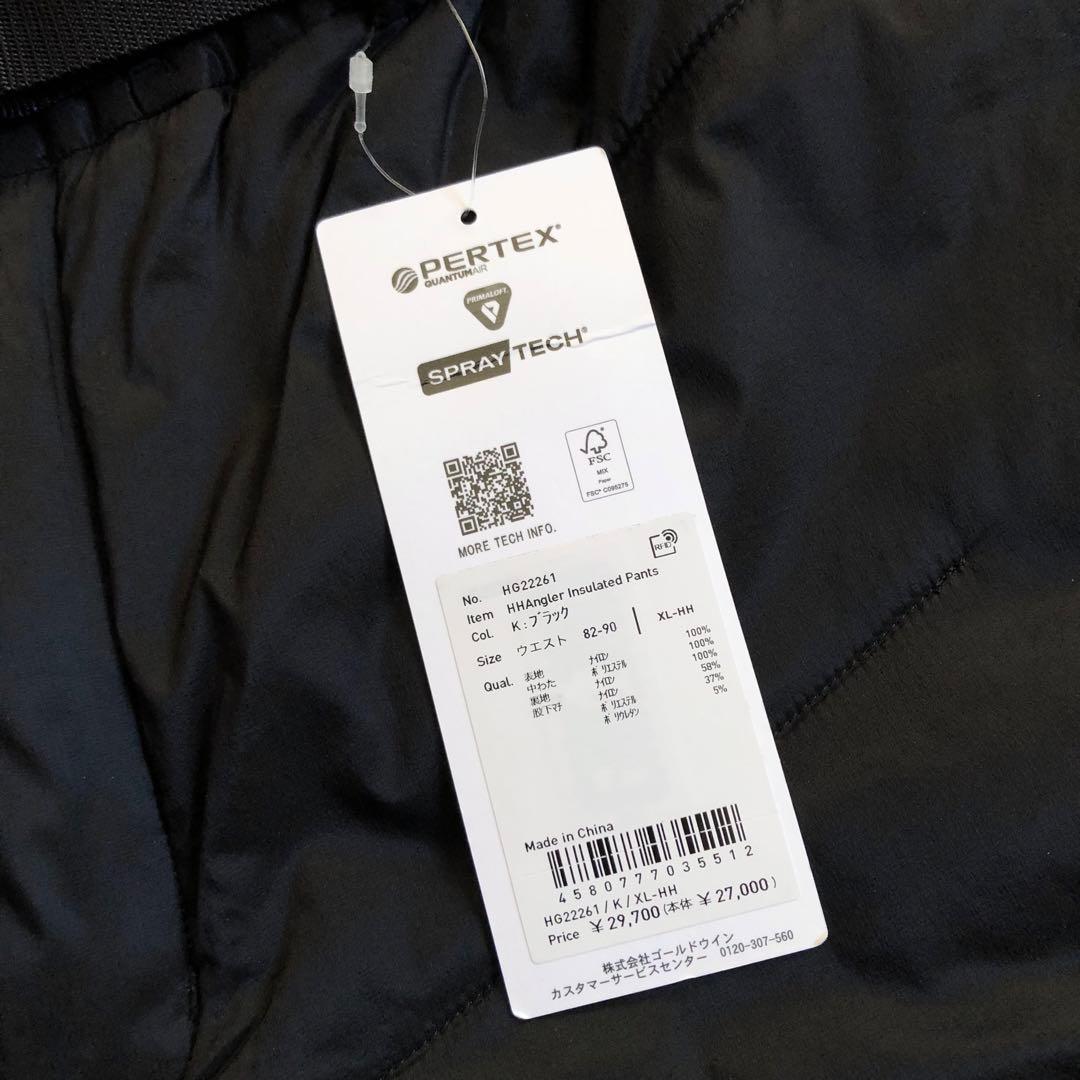 PERTEX®
QUANTUMAIR
PRIMALOFT®
SPRAY TECH®
FSC
MIX
Paper
FSC® C095275
MORE TECH INFO.
RFID
No. HG22261
Item HHAngler Insulated Pants
Col. K:ブラック
Size ウエスト 82-90 | XL-HH
Qual. 表地 ナイロン 100%
中わた ポリエステル 100%
裏地 ナイロン 100%
股下マチ ナイロン 58%
ポリエステル 37%
ポリウレタン 5%
Made in China
4580777035512
HG22261/K/XL-HH
Price ¥29,700(本体 ¥27,000)
株式会社ゴールドウイン
カスタマーサービスセンター 0120-307-560